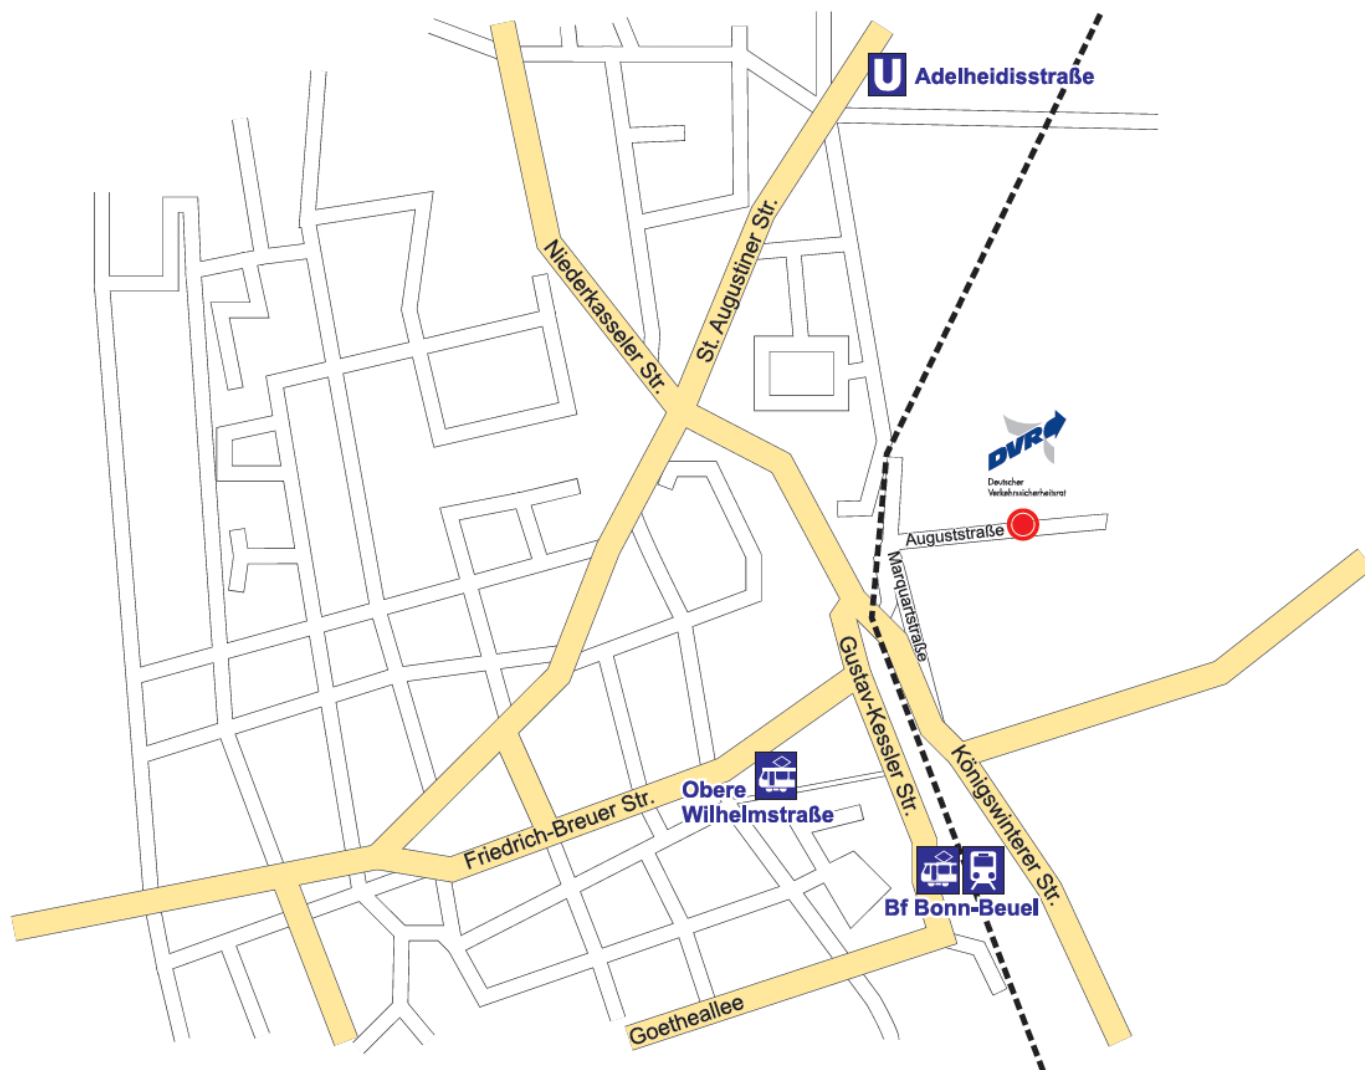 U Adelheidisstraße
Niederkasseler Str.
St. Augustiner Str.
DVR
Deutscher
Verkehrssicherheitsrat
Auguststraße
Marquartstraße
Gustav-Kessler Str.
Königswinterer Str.
Obere
Wilhelmstraße
Friedrich-Breuer Str.
Bf Bonn-Beuel
Goetheallee